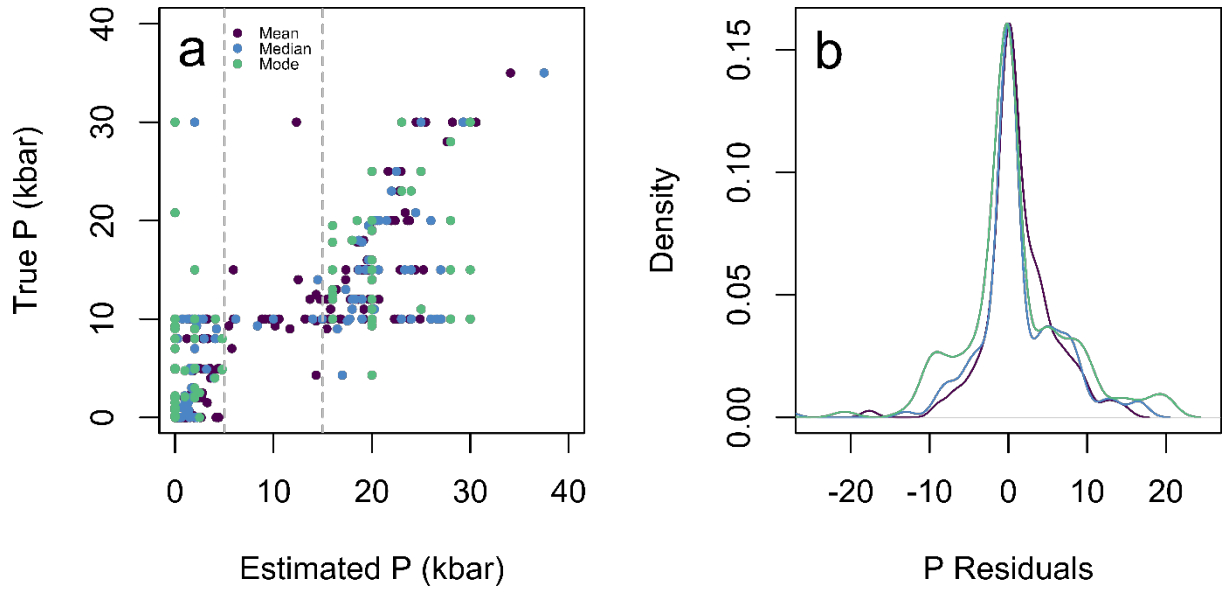 a
Mean
Median
Mode
True P (kbar)
40
30
20
10
0
0 10 20 30 40
Estimated P (kbar)
b
Density
0.15
0.10
0.05
0.00
-20 -10 0 10 20
P Residuals